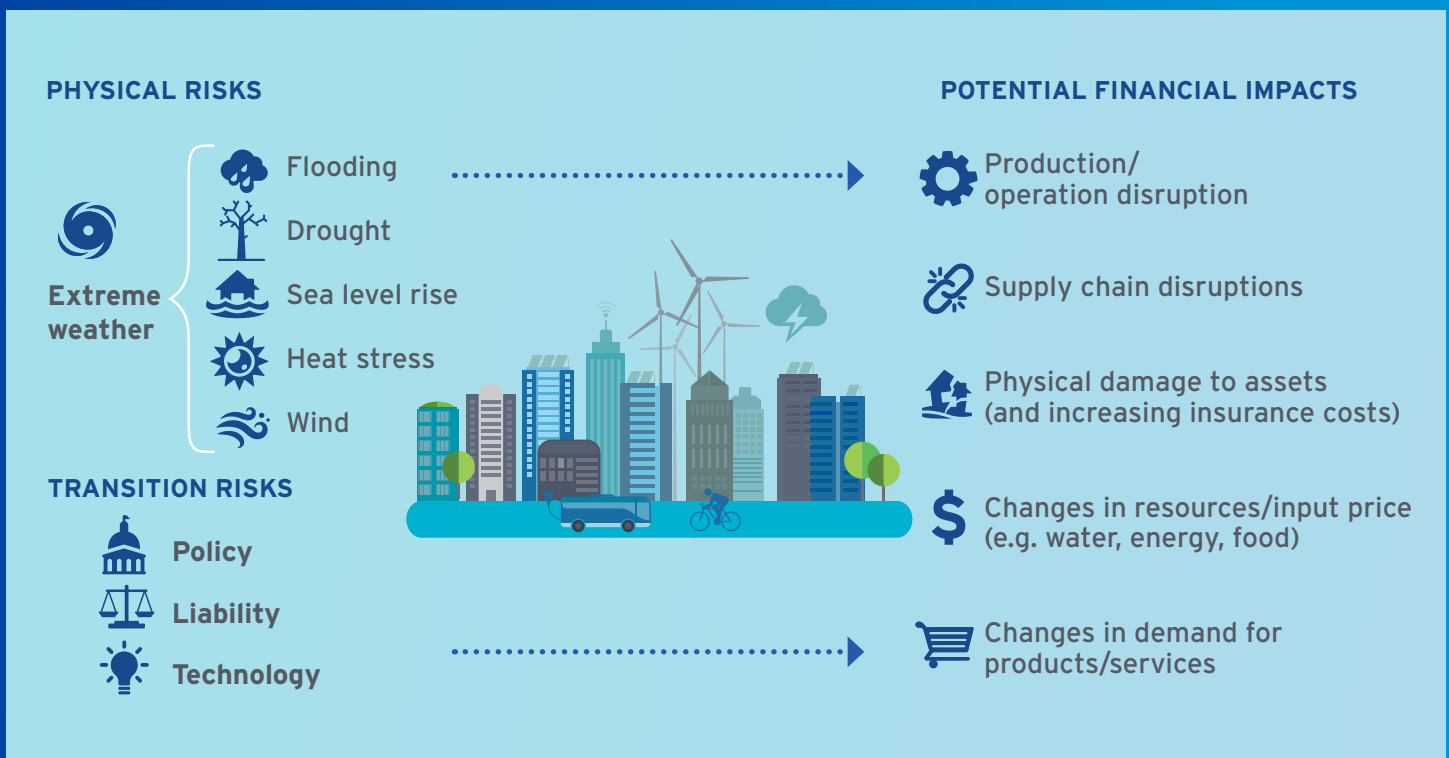 PHYSICAL RISKS
Extreme
weather
Flooding
Drought
Sea level rise
Heat stress
Wind
TRANSITION RISKS
Policy
Liability
Technology
POTENTIAL FINANCIAL IMPACTS
Production/
operation disruption
Supply chain disruptions
Physical damage to assets
(and increasing insurance costs)
Changes in resources/input price
(e.g. water, energy, food)
Changes in demand for
products/services